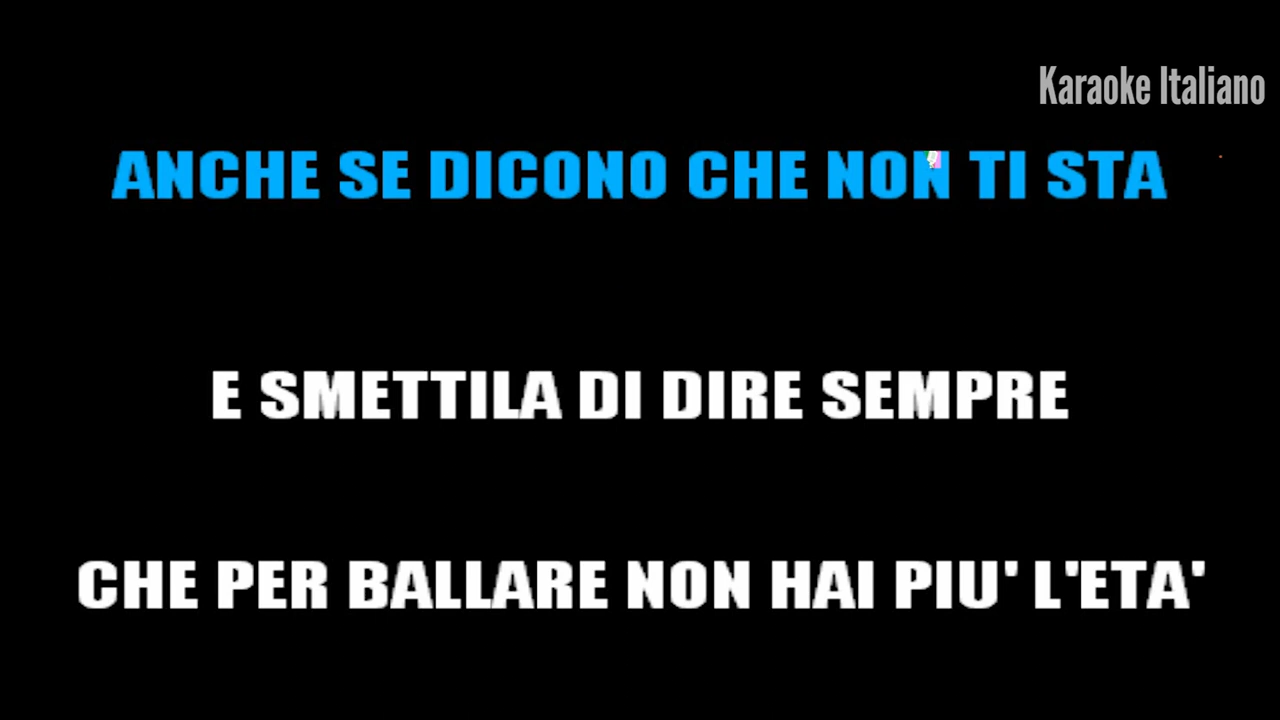 Karaoke Italiano
ANCHE SE DICONO CHE NON TI STA
E SMETTILA DI DIRE SEMPRE
CHE PER BALLARE NON HAI PIU' L'ETA'